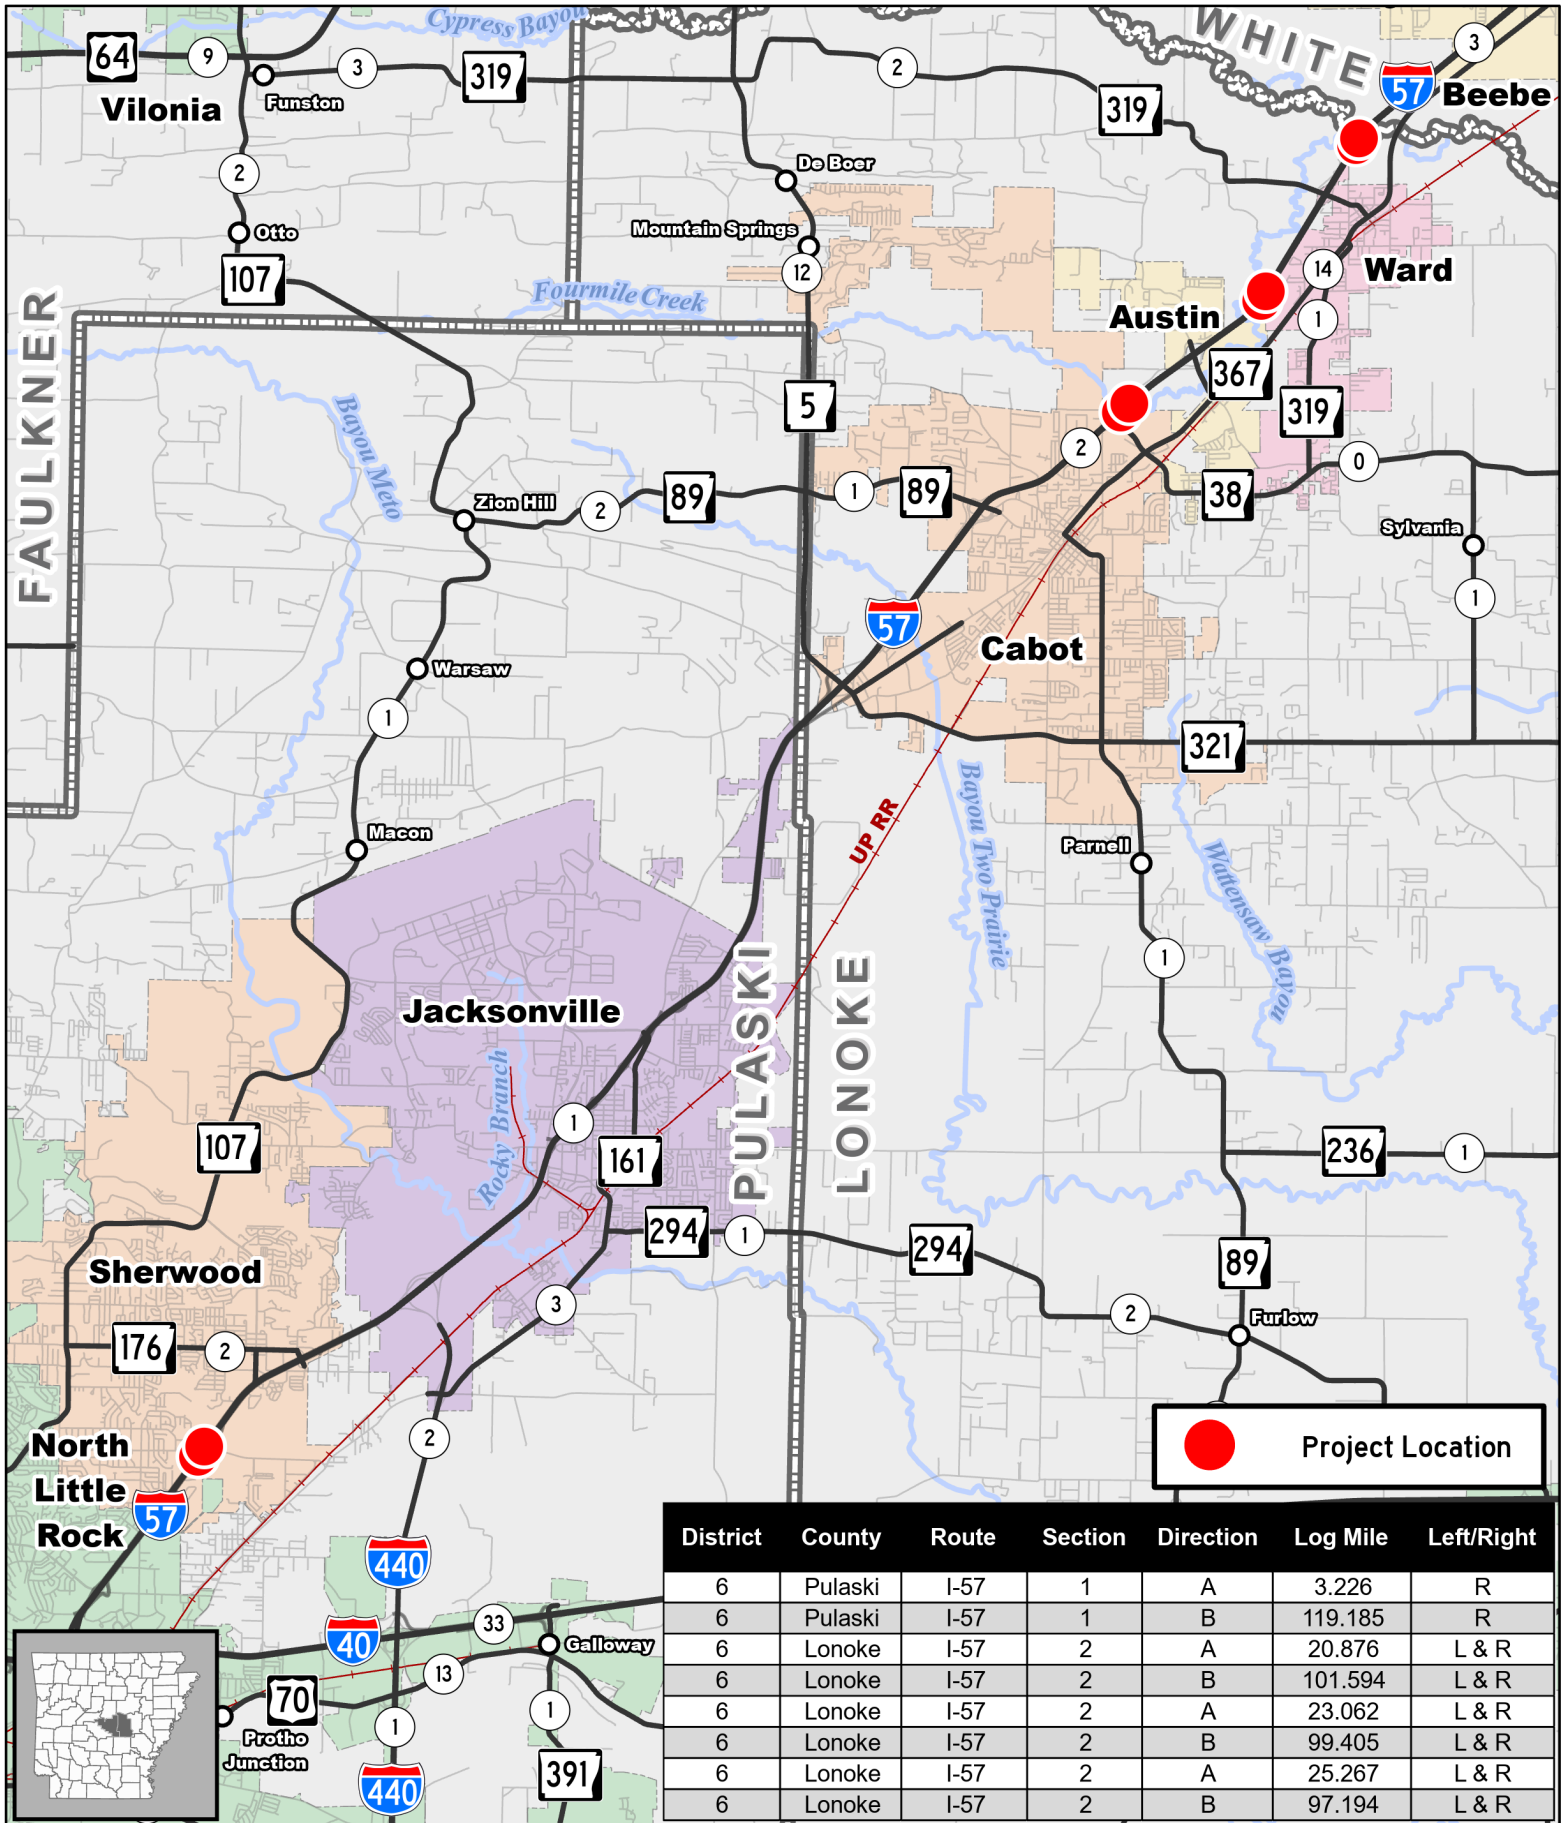 Cypress Bayou
WHITE
3
64
9
3
319
2
57
Beebe
Vilonia
Funston
319
2
De Boer
Otto
Mountain Springs
107
12
14
Ward
Fourmile Creek
Austin
1
FAULKNER
Bayou Meto
5
367
319
2
0
Zion Hill
2
89
1
89
38
Sylvania
1
57
Cabot
Warsaw
1
321
Macon
UP RR
Bayou Two Prairie
Parnell
Wattensaw Bayou
1
PULASKI
LONOKE
Jacksonville
Rocky Branch
107
1
161
236
1
294
1
294
89
Sherwood
3
2
Furlow
176
2
North
Little
Rock
57
2
Project Location
440
33
40
Galloway
13
70
1
1
Protho
Junction
440
391
District County Route Section Direction Log Mile Left/Right
6 Pulaski I-57 1 A 3.226 R
6 Pulaski I-57 1 B 119.185 R
6 Lonoke I-57 2 A 20.876 L & R
6 Lonoke I-57 2 B 101.594 L & R
6 Lonoke I-57 2 A 23.062 L & R
6 Lonoke I-57 2 B 99.405 L & R
6 Lonoke I-57 2 A 25.267 L & R
6 Lonoke I-57 2 B 97.194 L & R